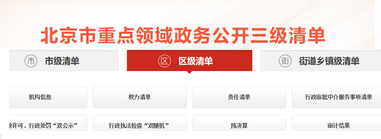 北京市重点领域政务公开三级清单
市 市级清单 区 区级清单 街 街道乡镇级清单
机构信息 权力清单 责任清单 行政审批中介服务事项清单
政许可、行政处罚“双公示” 行政执法检查“双随机” 预决算 审计结果